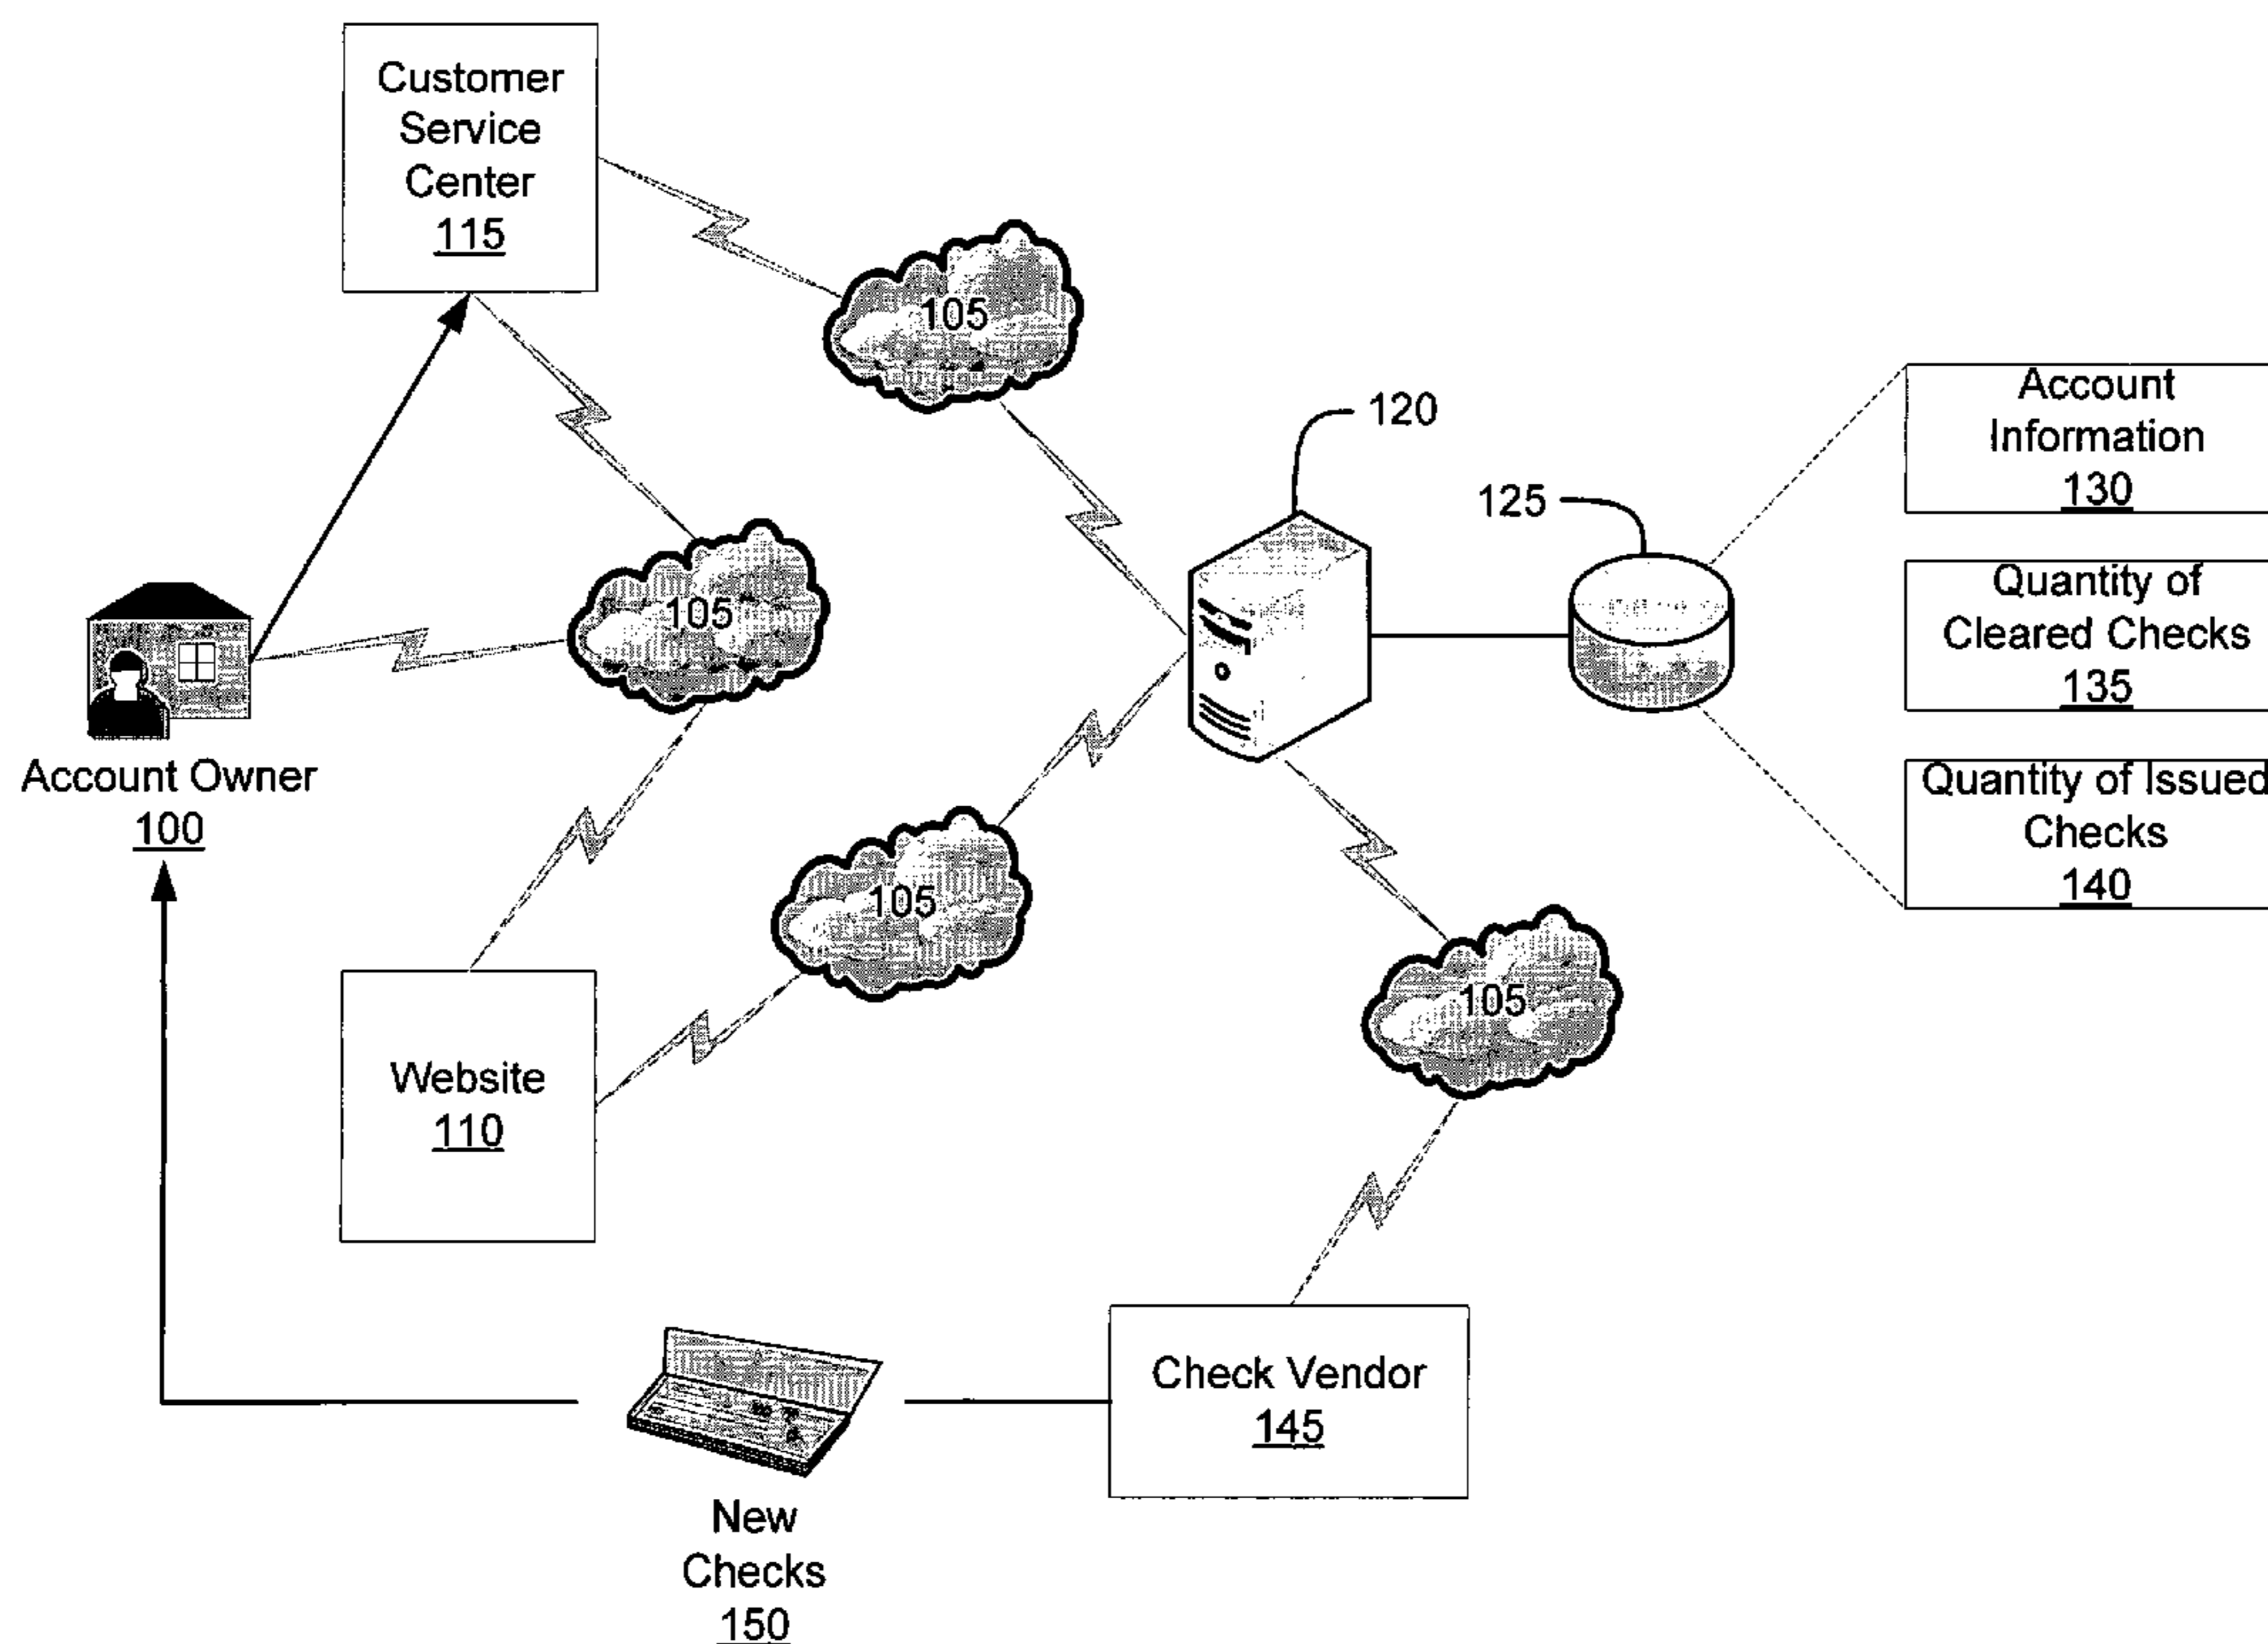 Customer
Service
Center
115
105
120
125
Account
Information
130
Quantity of
Cleared Checks
135
Quantity of Issued
Checks
140
105
Account Owner
100
105
105
Website
110
Check Vendor
145
New
Checks
150